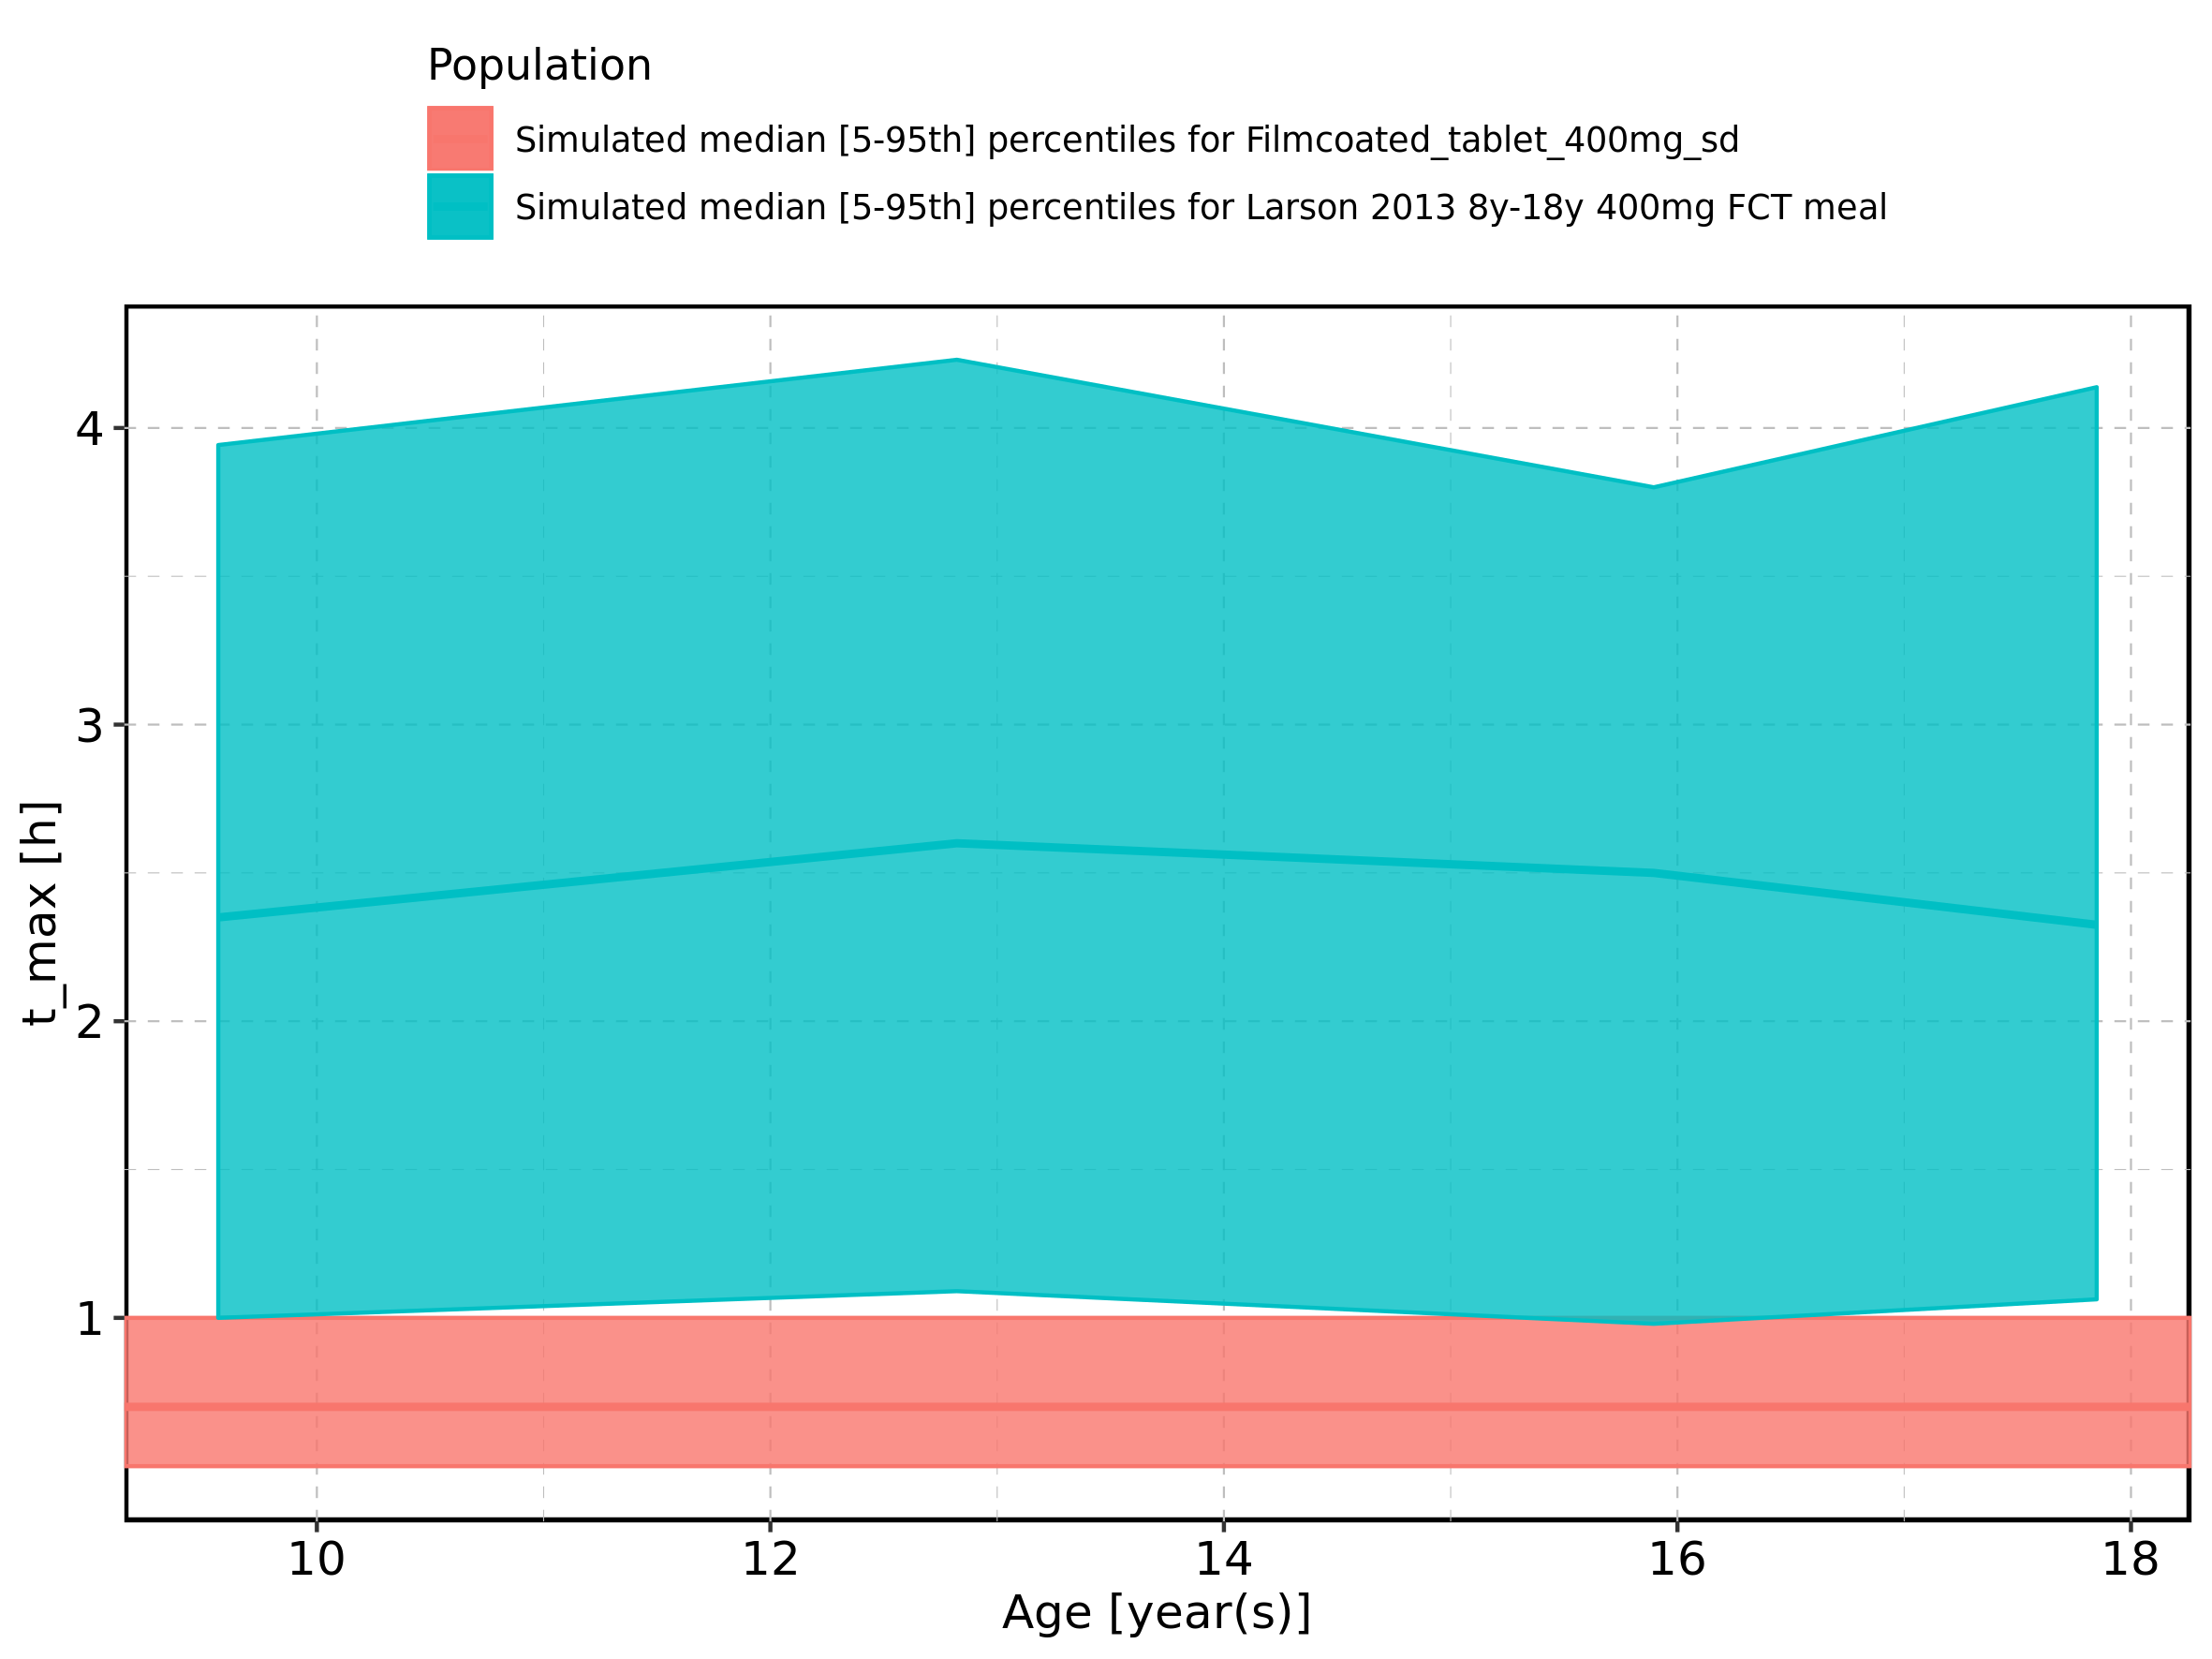 Population
Simulated median [5-95th] percentiles for Filmcoated_tablet_400mg_sd
Simulated median [5-95th] percentiles for Larson 2013 8y-18y 400mg FCT meal
t_max [h]
4
3
2
1
10 12 14 16 18
Age [year(s)]